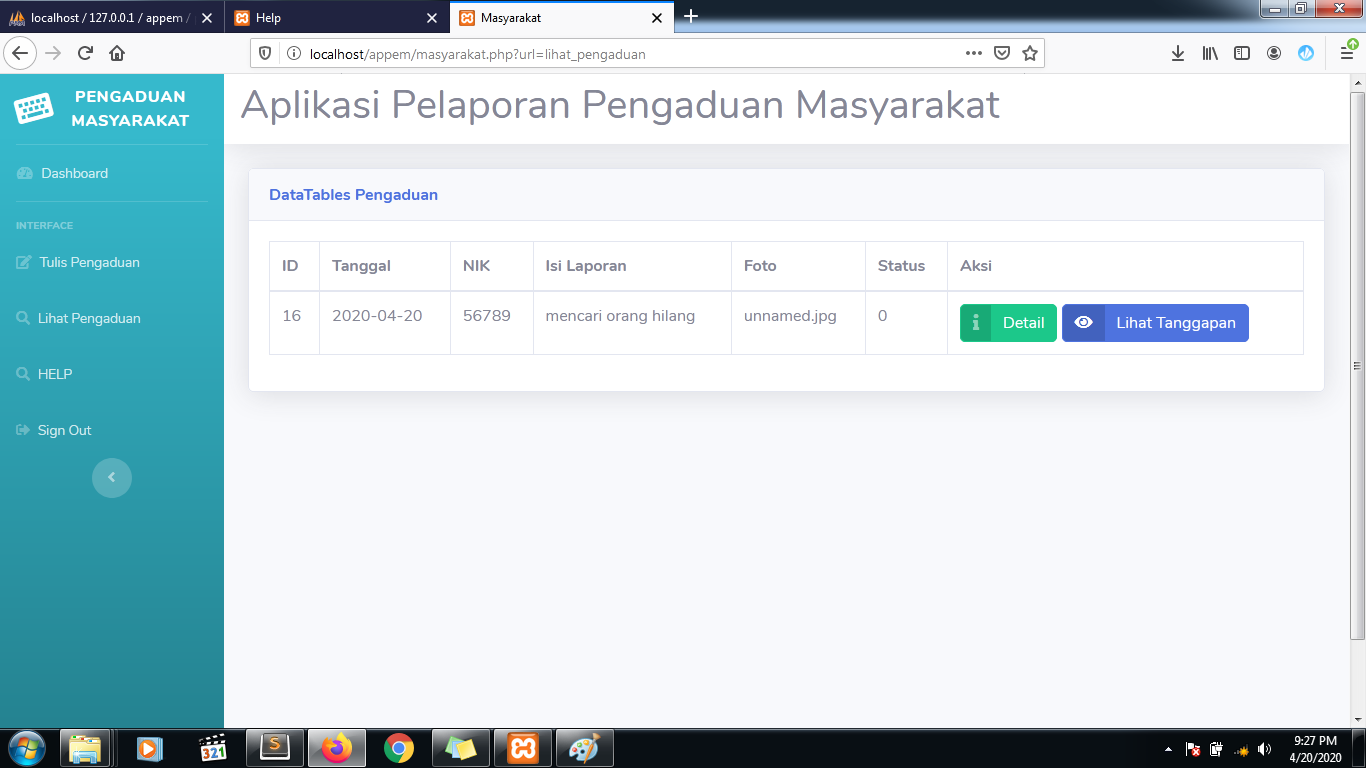 localhost / 127.0.0.1 / appem /
Help
Masyarakat
localhost/appem/masyarakat.php?url=lihat_pengaduan
PENGADUAN
MASYARAKAT
Dashboard
INTERFACE
Tulis Pengaduan
Lihat Pengaduan
HELP
Sign Out
Aplikasi Pelaporan Pengaduan Masyarakat
DataTables Pengaduan
ID Tanggal NIK Isi Laporan Foto Status Aksi
16 2020-04-20 56789 mencari orang hilang unnamed.jpg 0 Detail Lihat Tanggapan
321
9:27 PM
4/20/2020